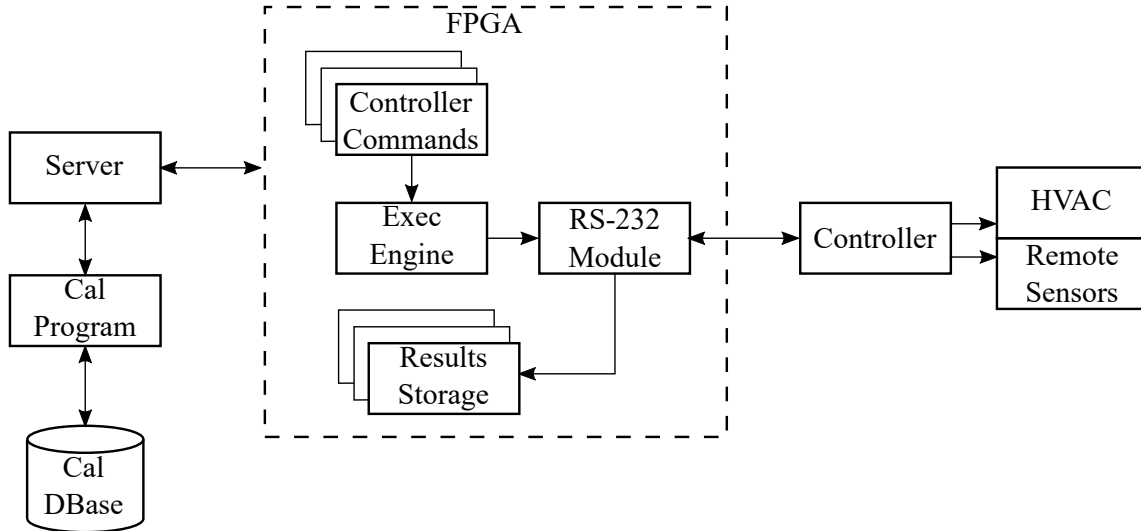 FPGA
Controller
Commands
Server
Exec
Engine
RS-232
Module
Controller
HVAC
Remote
Sensors
Cal
Program
Results
Storage
Cal
DBase